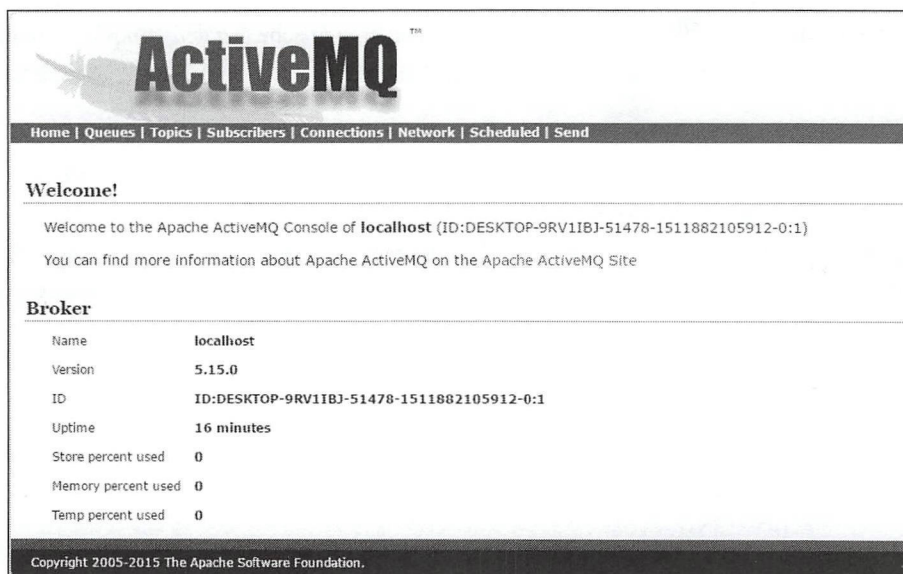 ActiveMQ™
Home | Queues | Topics | Subscribers | Connections | Network | Scheduled | Send
Welcome!
Welcome to the Apache ActiveMQ Console of localhost (ID:DESKTOP-9RV1IBJ-51478-1511882105912-0:1)
You can find more information about Apache ActiveMQ on the Apache ActiveMQ Site
Broker
Name localhost
Version 5.15.0
ID ID:DESKTOP-9RV1IBJ-51478-1511882105912-0:1
Uptime 16 minutes
Store percent used 0
Memory percent used 0
Temp percent used 0
Copyright 2005-2015 The Apache Software Foundation.